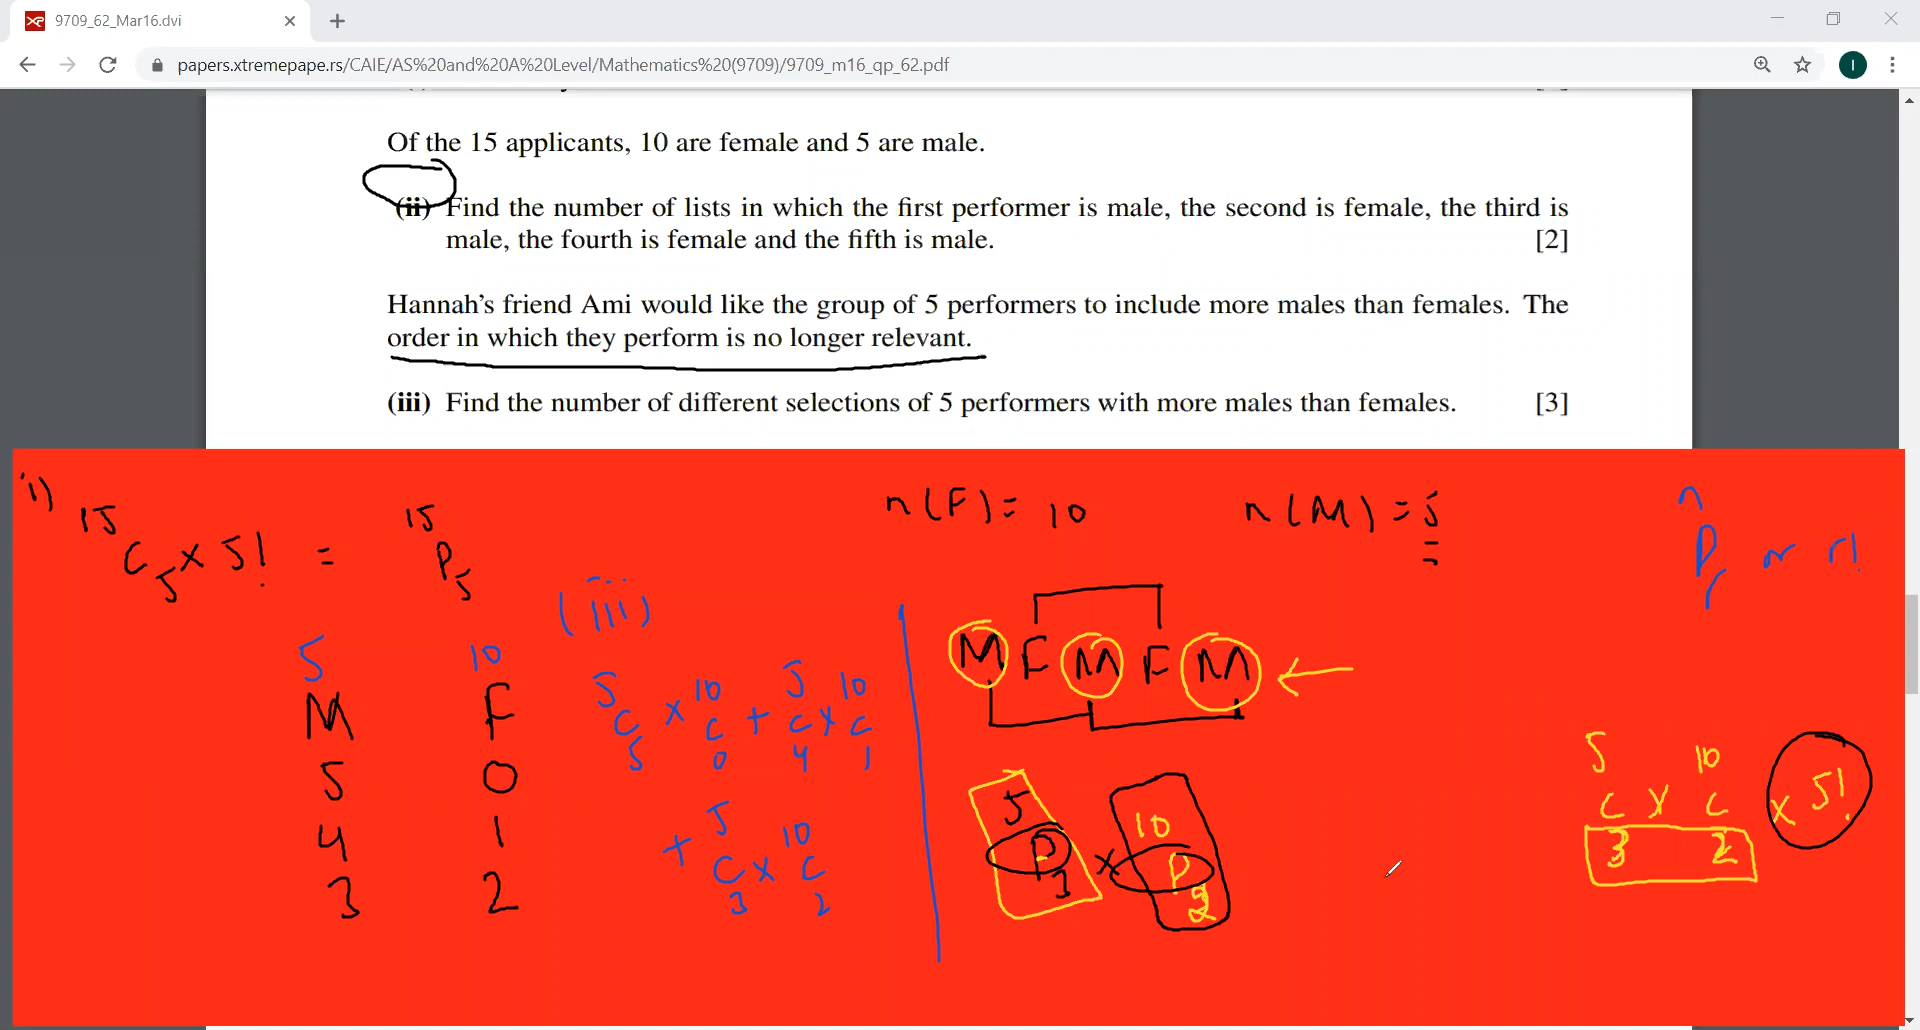 9709_62_Mar16.dvi
papers.xtremepape.rs/CAIE/AS%20and%20A%20Level/Mathematics%20(9709)/9709_m16_qp_62.pdf
I
Of the 15 applicants, 10 are female and 5 are male.
(ii) Find the number of lists in which the first performer is male, the second is female, the third is
male, the fourth is female and the fifth is male. [2]
Hannah's friend Ami would like the group of 5 performers to include more males than females. The
order in which they perform is no longer relevant.
(iii) Find the number of different selections of 5 performers with more males than females. [3]
i) 15C5 x 5! = 15P5
n(F) = 10 n(M) = 5
nPr or r!
(iii)
M F M F M
5 10
M F
5 0
4 1
3 2
5C5 x 10C0 + 5C4 x 10C1
+ 5C3 x 10C2
5P3 x 10P2
5C3 x 10C2 x 5!